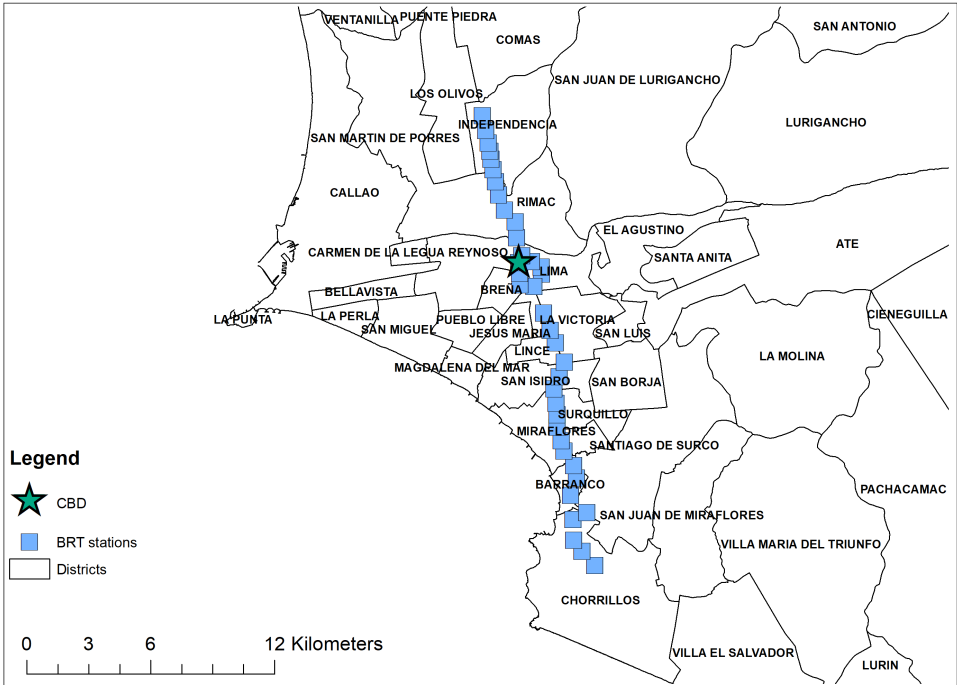 VENTANILLA
PUENTE PIEDRA
SAN ANTONIO
COMAS
SAN JUAN DE LURIGANCHO
LOS OLIVOS
LURIGANCHO
INDEPENDENCIA
SAN MARTIN DE PORRES
CALLAO
RIMAC
EL AGUSTINO
ATE
CARMEN DE LA LEGUA REYNOSO
SANTA ANITA
LIMA
BREÑA
BELLAVISTA
CIENEGUILLA
LA PUNTA
LA PERLA
PUEBLO LIBRE
LA VICTORIA
SAN MIGUEL
JESUS MARIA
SAN LUIS
LINCE
LA MOLINA
MAGDALENA DEL MAR
SAN ISIDRO
SAN BORJA
SURQUILLO
MIRAFLORES
SANTIAGO DE SURCO
BARRANCO
PACHACAMAC
SAN JUAN DE MIRAFLORES
VILLA MARIA DEL TRIUNFO
CHORRILLOS
VILLA EL SALVADOR
LURIN
Legend
CBD
BRT stations
Districts
0 3 6 12 Kilometers